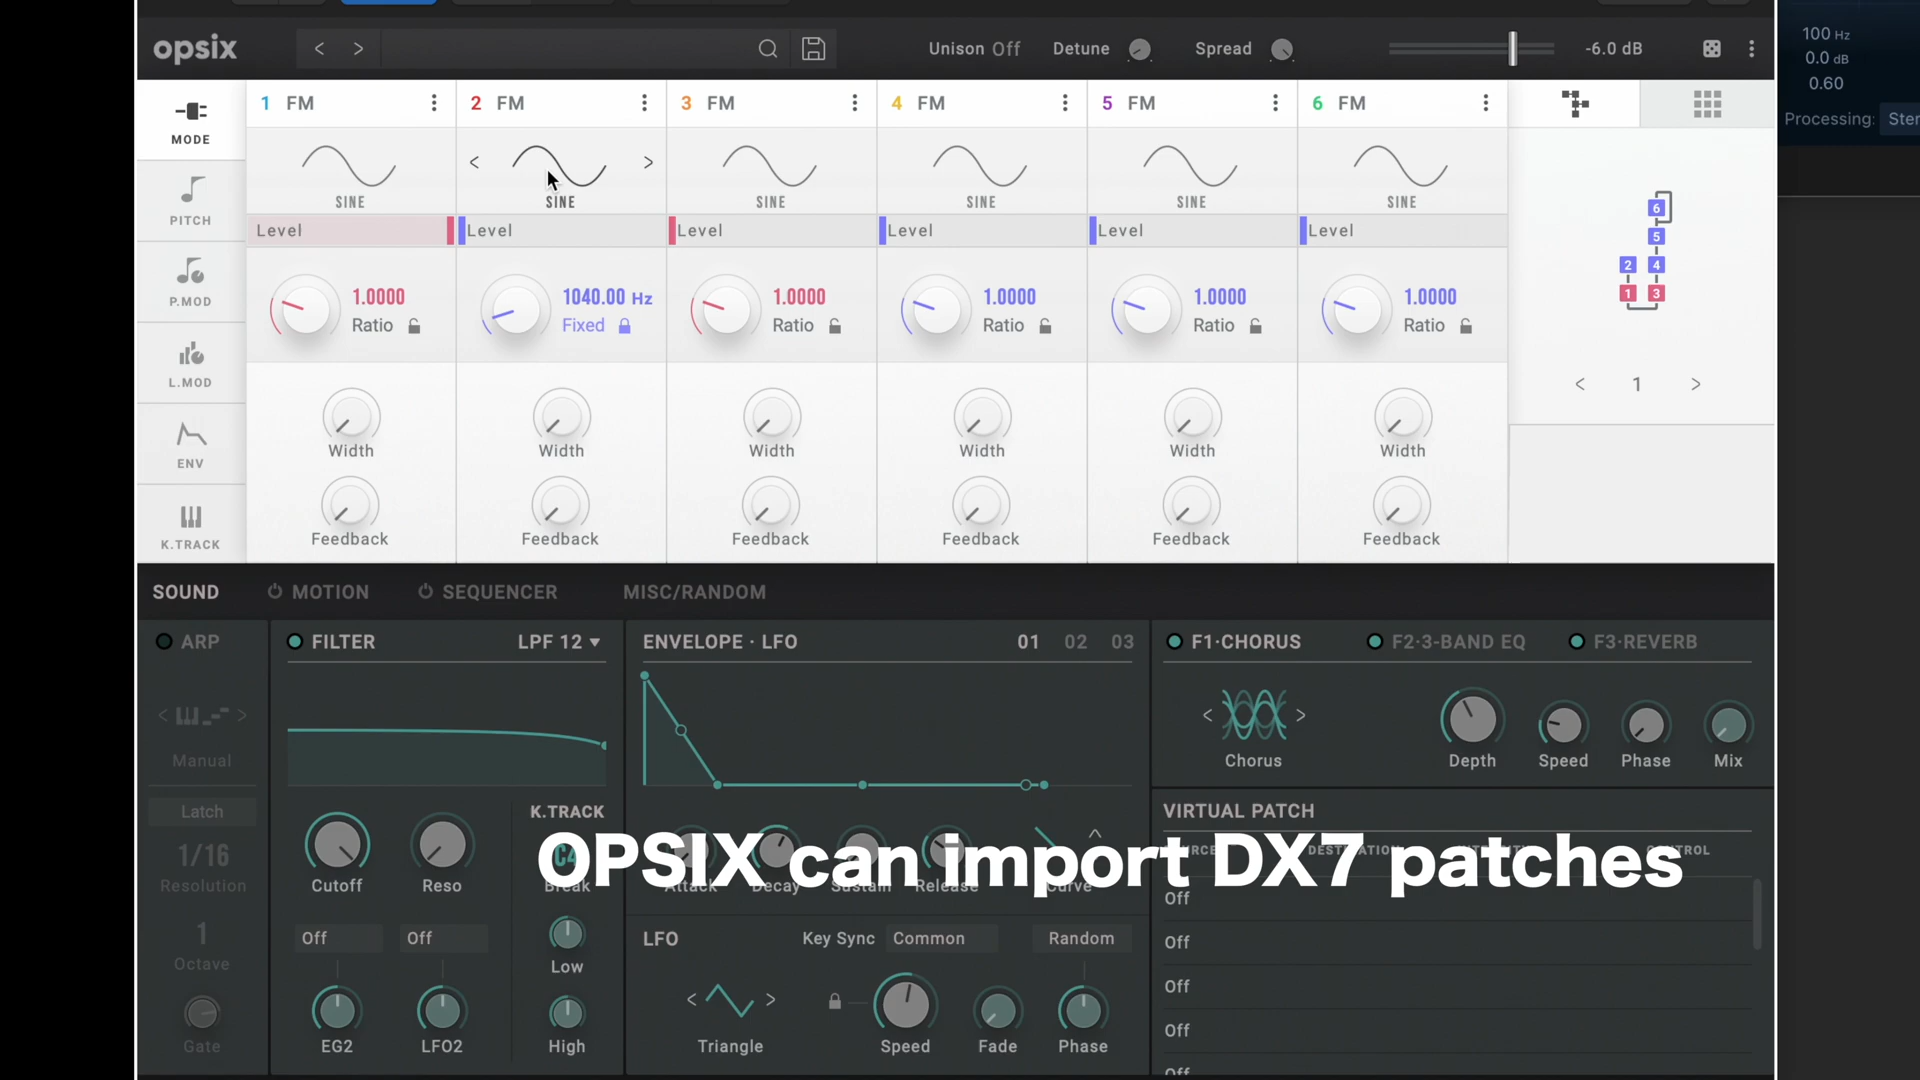 opsix
Unison Off Detune Spread -6.0 dB
100 Hz
0.0 dB
0.60
Processing:
1 FM 2 FM 3 FM 4 FM 5 FM 6 FM
MODE
PITCH
P.MOD
L.MOD
ENV
K.TRACK
SINE SINE SINE SINE SINE SINE
Level Level Level Level Level Level
1.0000 1040.00 Hz 1.0000 1.0000 1.0000 1.0000
Ratio Fixed Ratio Ratio Ratio Ratio
Width Width Width Width Width Width
Feedback Feedback Feedback Feedback Feedback Feedback
6
5
2 4
1 3
< 1 >
SOUND MOTION SEQUENCER MISC/RANDOM
ARP
Manual
Latch
1/16
Resolution
1
Octave
Gate
FILTER LPF 12
K.TRACK
Cutoff Reso Break
Off Off
Low
EG2 LFO2 High
ENVELOPE · LFO 01 02 03
Attack Decay Sustain Release Curve
LFO Key Sync Common Random
Triangle Speed Fade Phase
F1·CHORUS F2·3-BAND EQ F3·REVERB
Chorus Depth Speed Phase Mix
VIRTUAL PATCH
OPSIX can import DX7 patches
Off
Off
Off
Off
Off